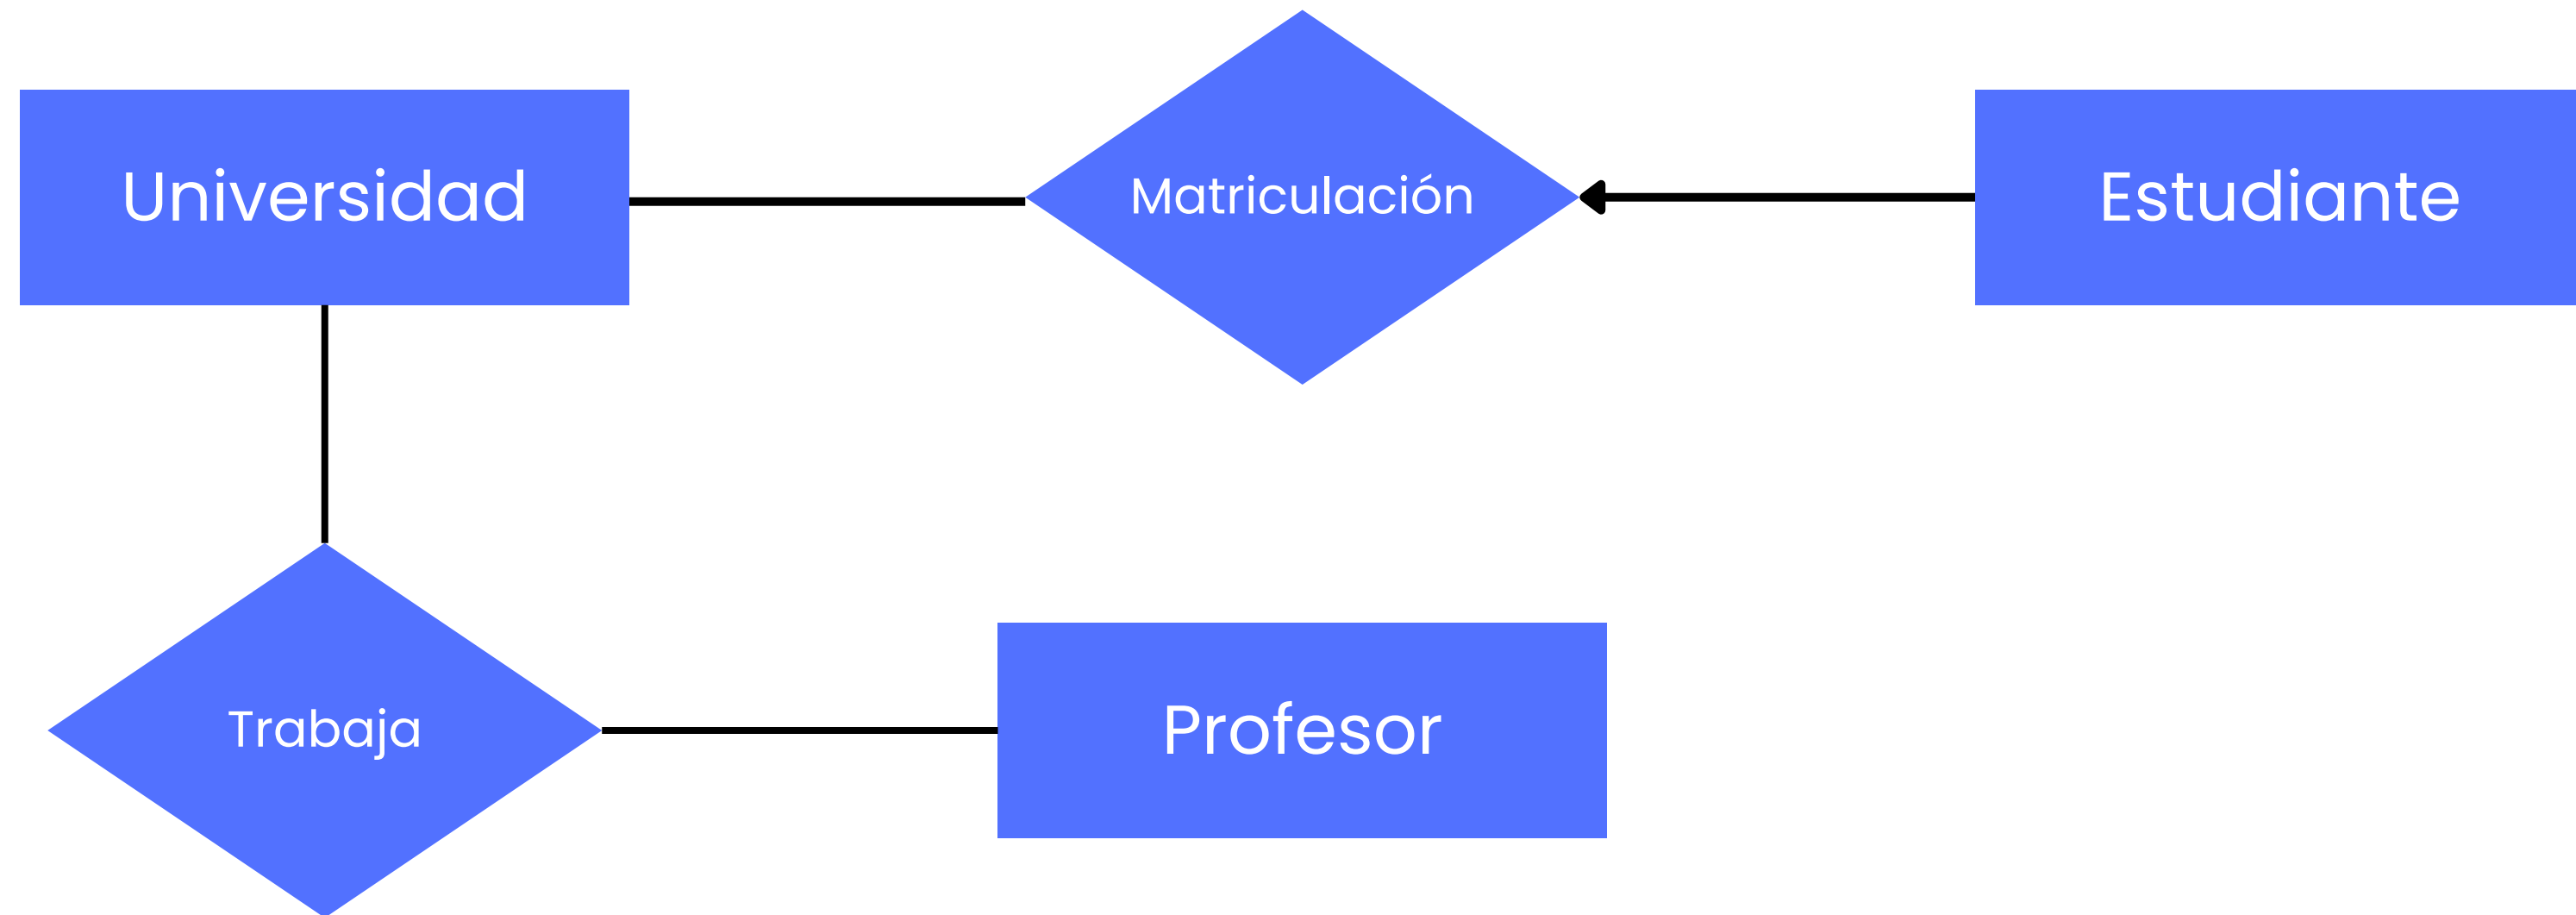 Universidad
Matriculación
Estudiante
Trabaja
Profesor